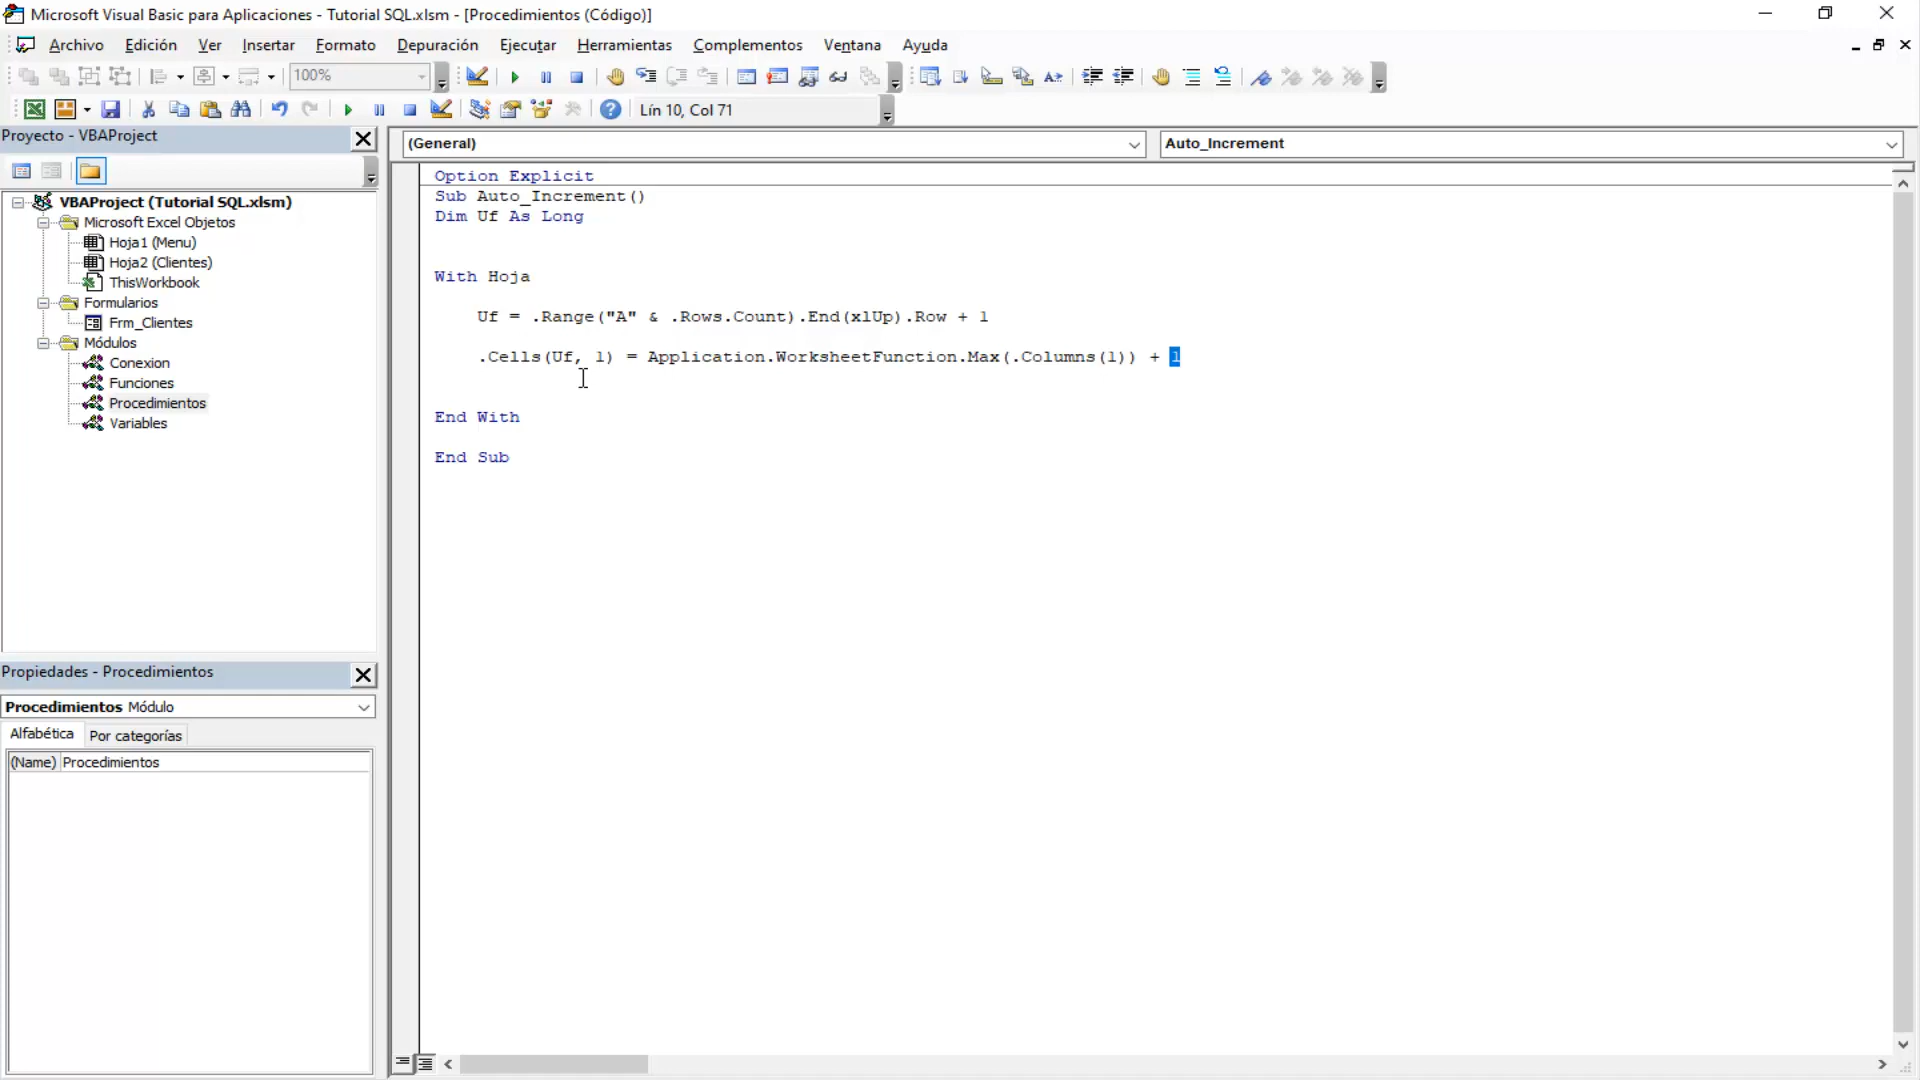 Microsoft Visual Basic para Aplicaciones - Tutorial SQL.xlsm - [Procedimientos (Código)]
Archivo Edición Ver Insertar Formato Depuración Ejecutar Herramientas Complementos Ventana Ayuda
100%
Lín 10, Col 71
Proyecto - VBAProject
VBAProject (Tutorial SQL.xlsm)
Microsoft Excel Objetos
Hoja1 (Menu)
Hoja2 (Clientes)
ThisWorkbook
Formularios
Frm_Clientes
Módulos
Conexion
Funciones
Procedimientos
Variables
Propiedades - Procedimientos
Procedimientos Módulo
Alfabética Por categorías
(Name) Procedimientos
(General) Auto_Increment
Option Explicit
Sub Auto_Increment()
Dim Uf As Long
With Hoja
Uf = .Range("A" & .Rows.Count).End(xlUp).Row + 1
.Cells(Uf, 1) = Application.WorksheetFunction.Max(.Columns(1)) + 1
End With
End Sub